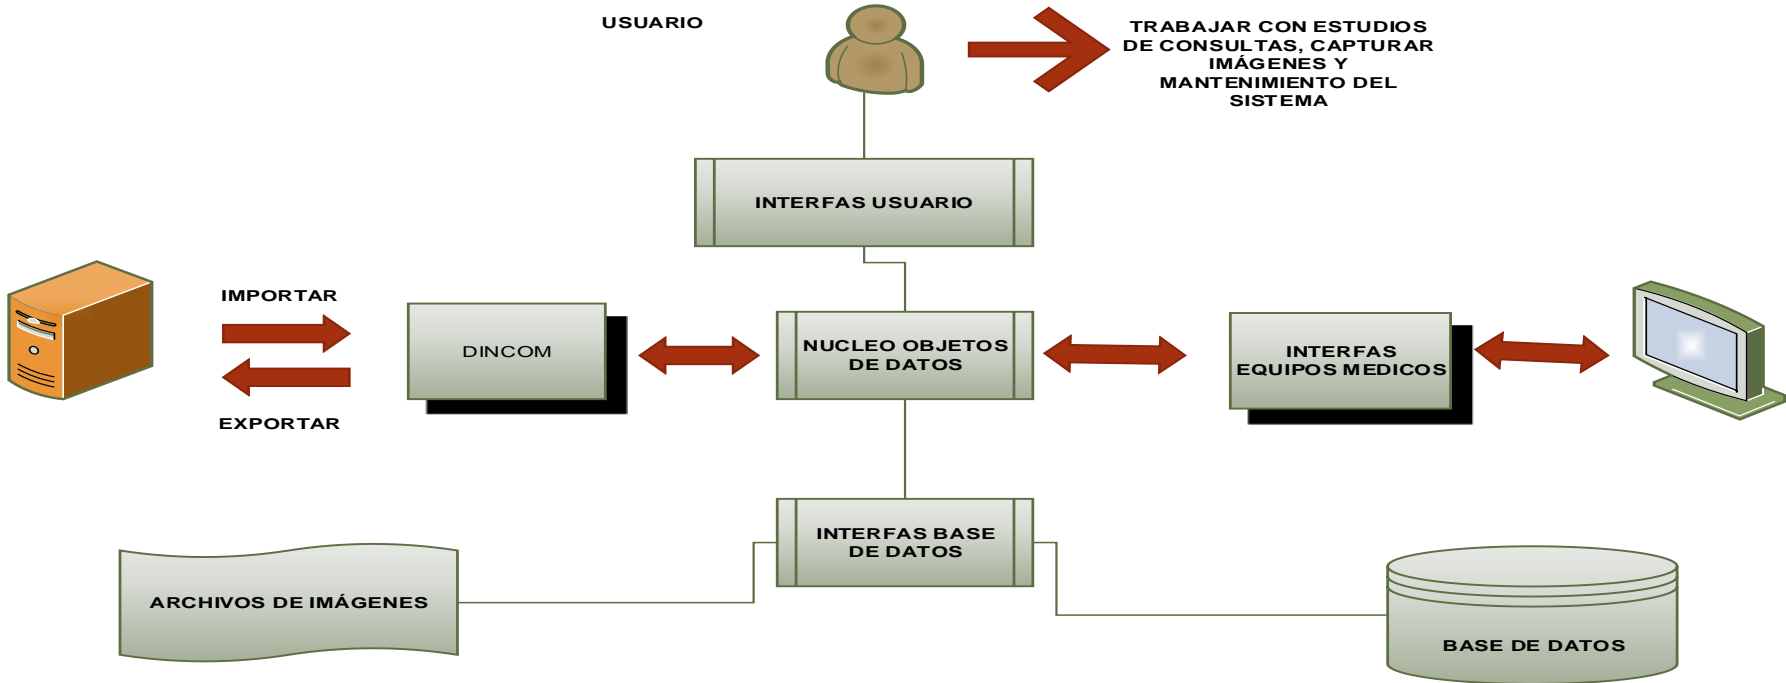 USUARIO
TRABAJAR CON ESTUDIOS
DE CONSULTAS, CAPTURAR
IMÁGENES Y
MANTENIMIENTO DEL
SISTEMA
INTERFAS USUARIO
IMPORTAR
EXPORTAR
DINCOM
NUCLEO OBJETOS
DE DATOS
INTERFAS
EQUIPOS MEDICOS
INTERFAS BASE
DE DATOS
ARCHIVOS DE IMÁGENES
BASE DE DATOS